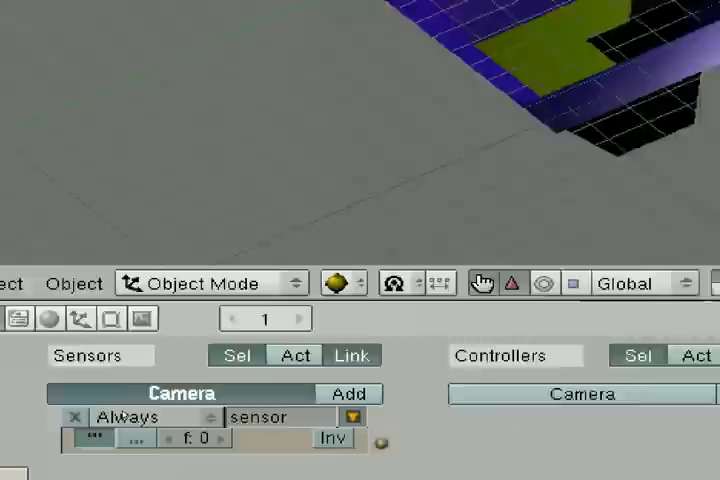 ect Object Object Mode Global
1
Sensors Sel Act Link Controllers Sel Act
Camera Add Camera
Always sensor
f: 0 Inv